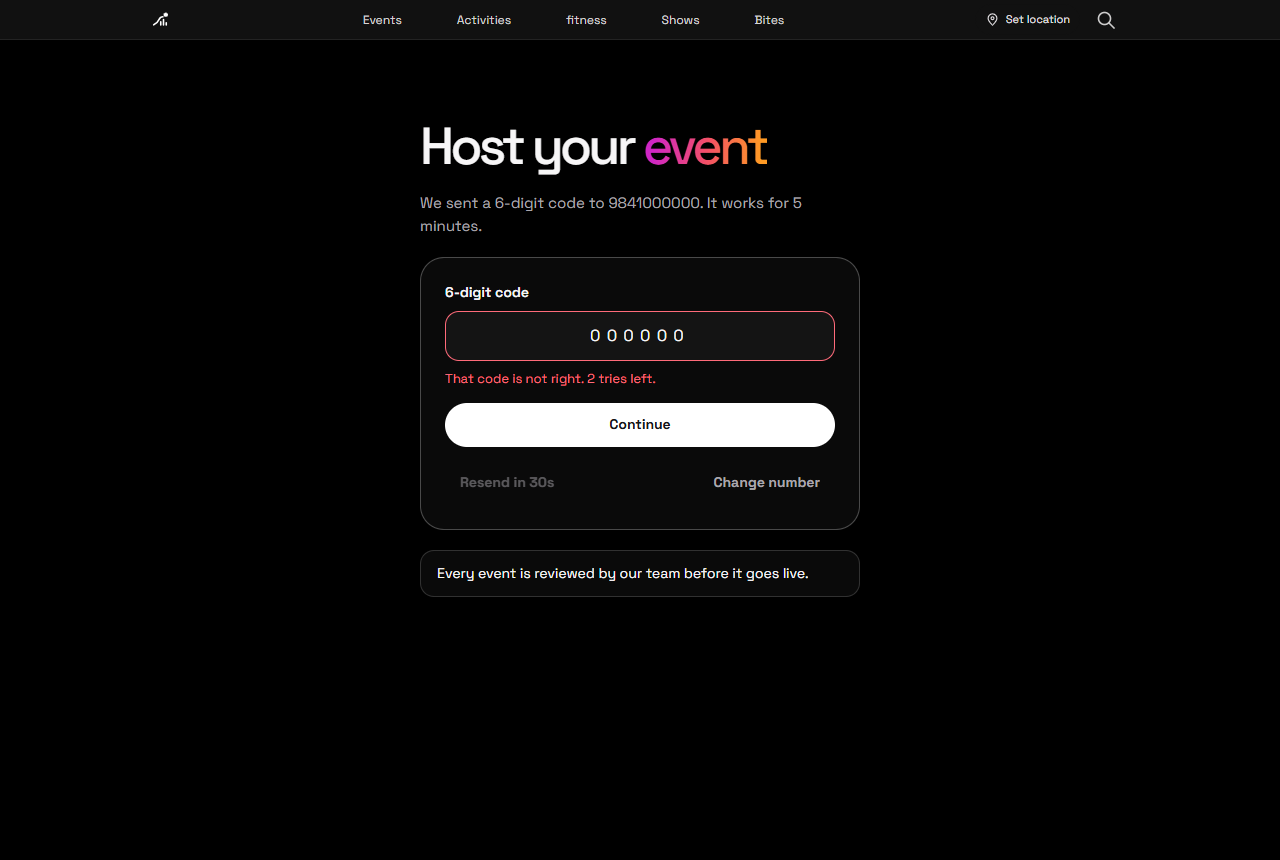 Events Activities fitness Shows Bites Set location
Host your event
We sent a 6-digit code to 9841000000. It works for 5
minutes.
6-digit code
000000
That code is not right. 2 tries left.
Continue
Resend in 30s Change number
Every event is reviewed by our team before it goes live.